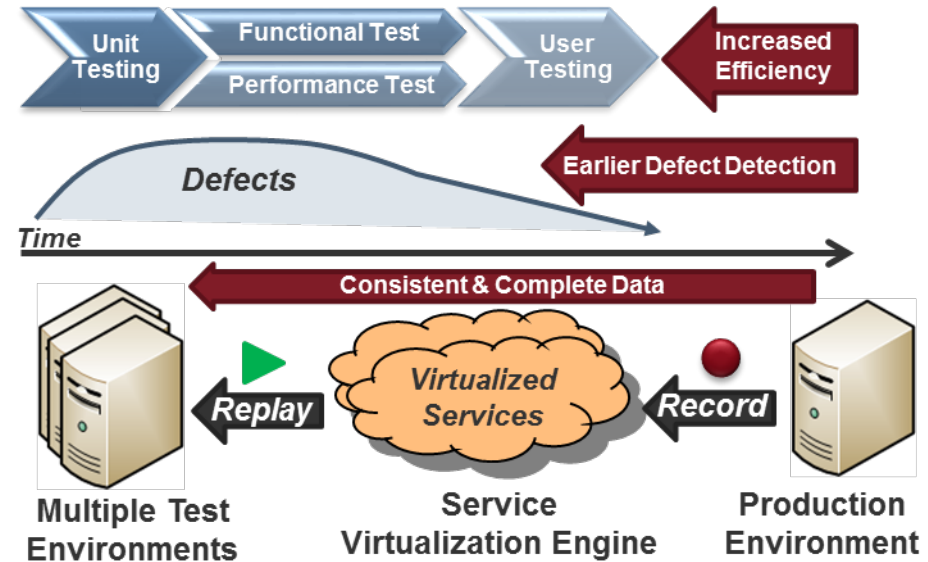 Unit
Testing
Functional Test
Performance Test
User
Testing
Increased
Efficiency
Defects
Earlier Defect Detection
Time
Consistent & Complete Data
Replay
Virtualized
Services
Record
Multiple Test
Environments
Service
Virtualization Engine
Production
Environment